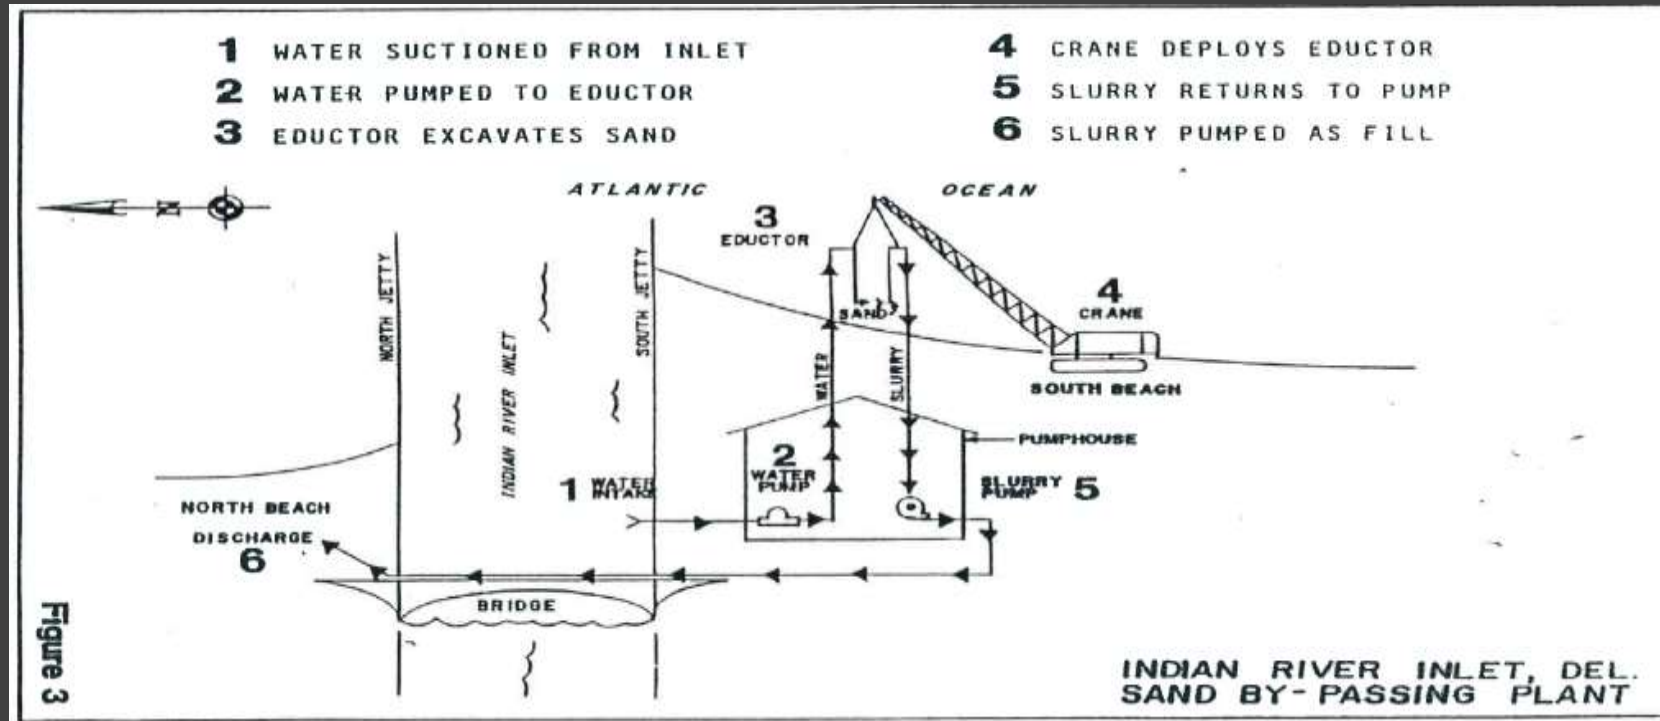 1 WATER SUCTIONED FROM INLET
2 WATER PUMPED TO EDUCTOR
3 EDUCTOR EXCAVATES SAND
4 CRANE DEPLOYS EDUCTOR
5 SLURRY RETURNS TO PUMP
6 SLURRY PUMPED AS FILL
N
ATLANTIC OCEAN
3
EDUCTOR
NORTH JETTY
INDIAN RIVER INLET
SOUTH JETTY
SAND
4
CRANE
SOUTH BEACH
WATER
SLURRY
PUMPHOUSE
1 WATER
INTAKE
2
WATER
PUMP
SLURRY
PUMP 5
NORTH BEACH
DISCHARGE
6
BRIDGE
Figure 3
INDIAN RIVER INLET, DEL.
SAND BY-PASSING PLANT